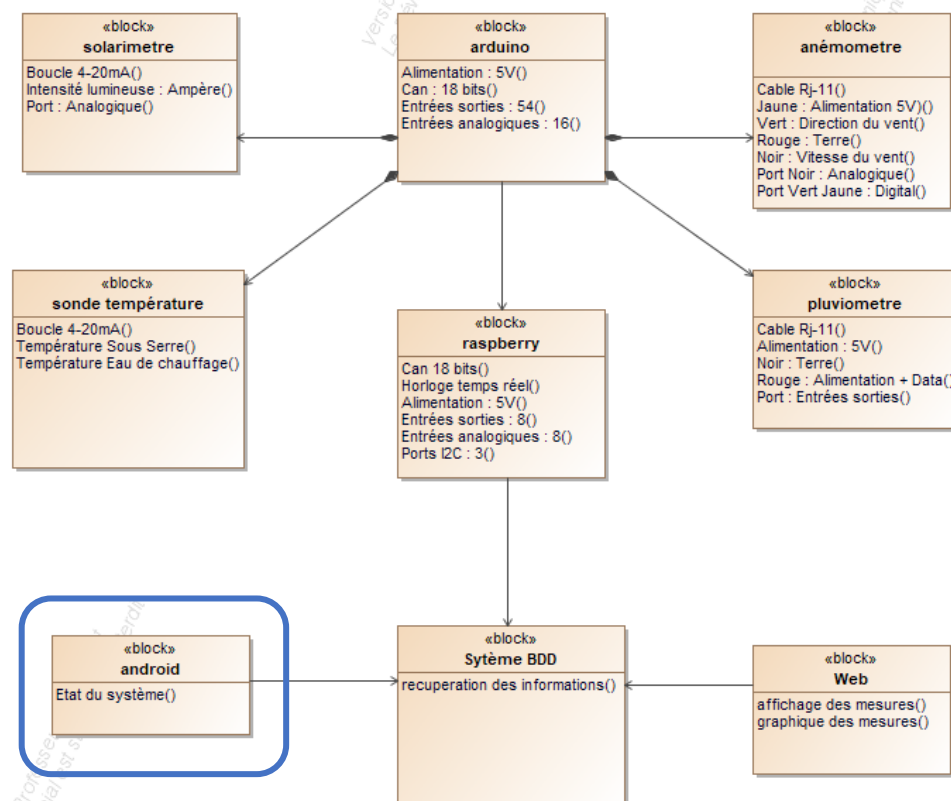 «block»
solarimetre
Boucle 4-20mA()
Intensité lumineuse : Ampère()
Port : Analogique()
«block»
arduino
Alimentation : 5V()
Can : 18 bits()
Entrées sorties : 54()
Entrées analogiques : 16()
«block»
anémometre
Cable Rj-11()
Jaune : Alimentation 5V)()
Vert : Direction du vent()
Rouge : Terre()
Noir : Vitesse du vent()
Port Noir : Analogique()
Port Vert Jaune : Digital()
«block»
sonde température
Boucle 4-20mA()
Température Sous Serre()
Température Eau de chauffage()
«block»
raspberry
Can 18 bits()
Horloge temps réel()
Alimentation : 5V()
Entrées sorties : 8()
Entrées analogiques : 8()
Ports I2C : 3()
«block»
pluviometre
Cable Rj-11()
Alimentation : 5V()
Noir : Terre()
Rouge : Alimentation + Data()
Port : Entrées sorties()
«block»
android
Etat du système()
«block»
Sytème BDD
recuperation des informations()
«block»
Web
affichage des mesures()
graphique des mesures()